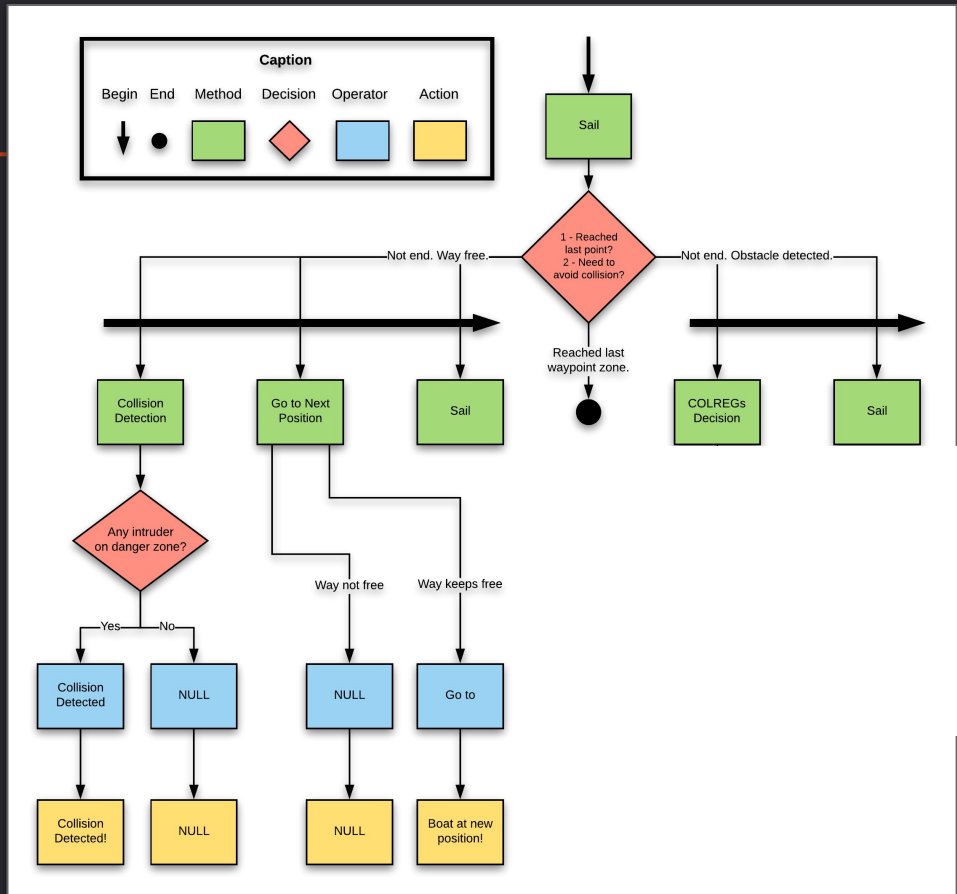 Caption
Begin End Method Decision Operator Action
Sail
1 - Reached
last point?
2 - Need to
avoid collision?
Not end. Way free.
Not end. Obstacle detected.
Reached last
waypoint zone.
Collision
Detection
Go to Next
Position
Sail
COLREGs
Decision
Sail
Any intruder
on danger zone?
Way not free
Way keeps free
Yes
No
Collision
Detected
NULL
NULL
Go to
Collision
Detected!
NULL
NULL
Boat at new
position!